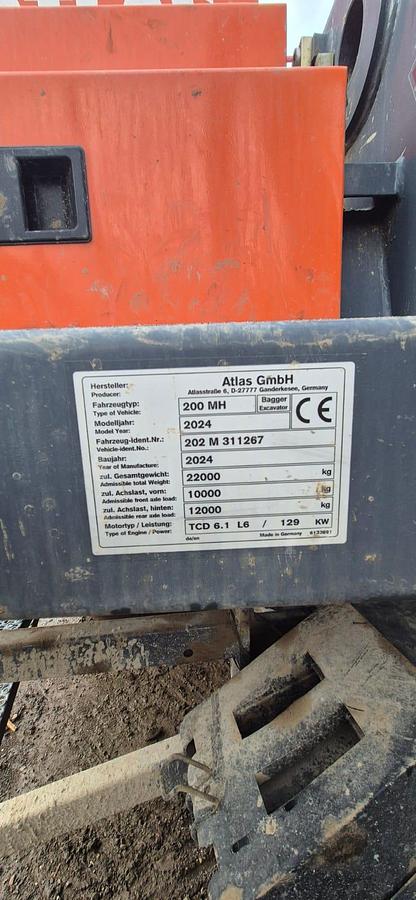 Hersteller:
Producer:
Atlas GmbH
Atlasstraße 6, D-27777 Ganderkesee, Germany
Fahrzeugtyp:
Type of Vehicle:
200 MH
Bagger
Excavator
CE
Modelljahr:
Model Year:
2024
Fahrzeug-Ident.Nr.:
Vehicle-Ident.No.:
202 M 311267
Baujahr:
Year of Manufacture:
2024
zul. Gesamtgewicht:
Admissible total Weight:
22000 kg
zul. Achslast, vorn:
Admissible front axle load:
10000 kg
zul. Achslast, hinten:
Admissible rear axle load:
12000 kg
Motortyp / Leistung:
Type of Engine / Power:
TCD 6.1 L6 / 129 KW
de/en
Made in Germany